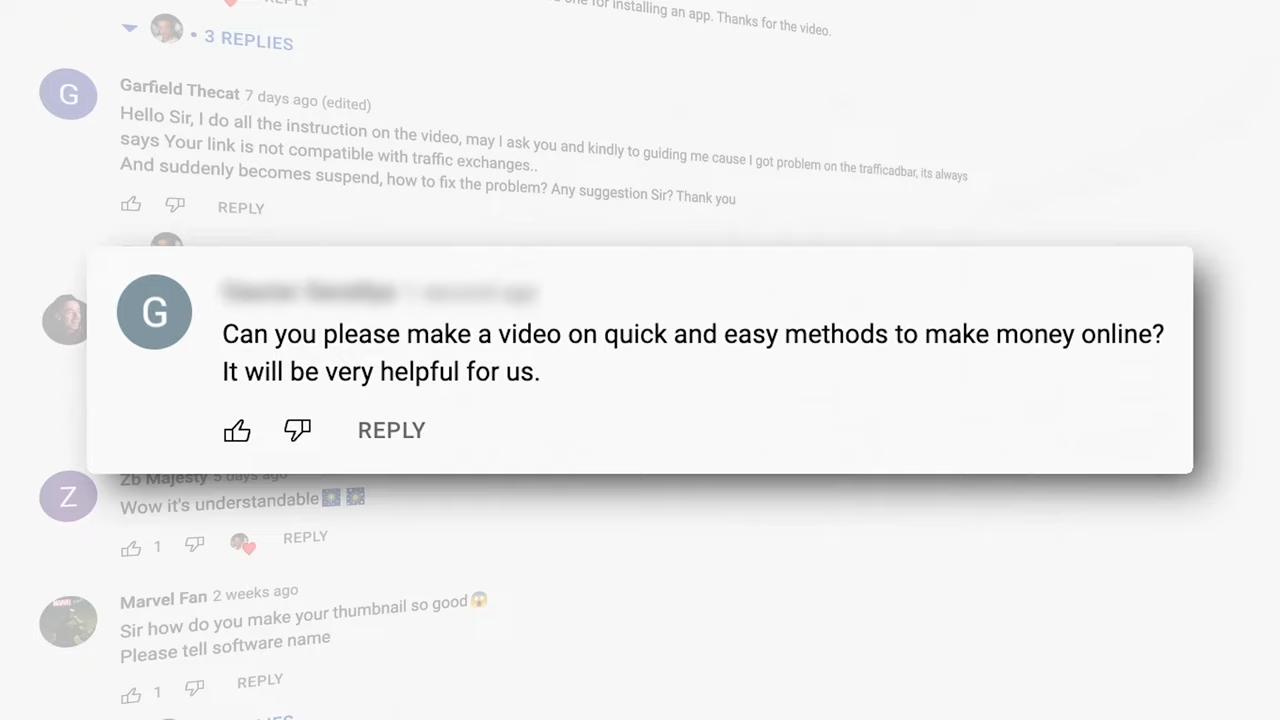 REPLY
one for installing an app. Thanks for the video.
• 3 REPLIES
G
Garfield Thecat 7 days ago (edited)
Hello Sir, I do all the instruction on the video, may I ask you and kindly to guiding me cause I got problem on the trafficadbar, its always
says Your link is not compatible with traffic exchanges..
And suddenly becomes suspend, how to fix the problem? Any suggestion Sir? Thank you
REPLY
G
Can you please make a video on quick and easy methods to make money online?
It will be very helpful for us.
REPLY
Z
Zb Majesty 5 days ago
Wow it's understandable
1 REPLY
Marvel Fan 2 weeks ago
Sir how do you make your thumbnail so good
Please tell software name
1 REPLY